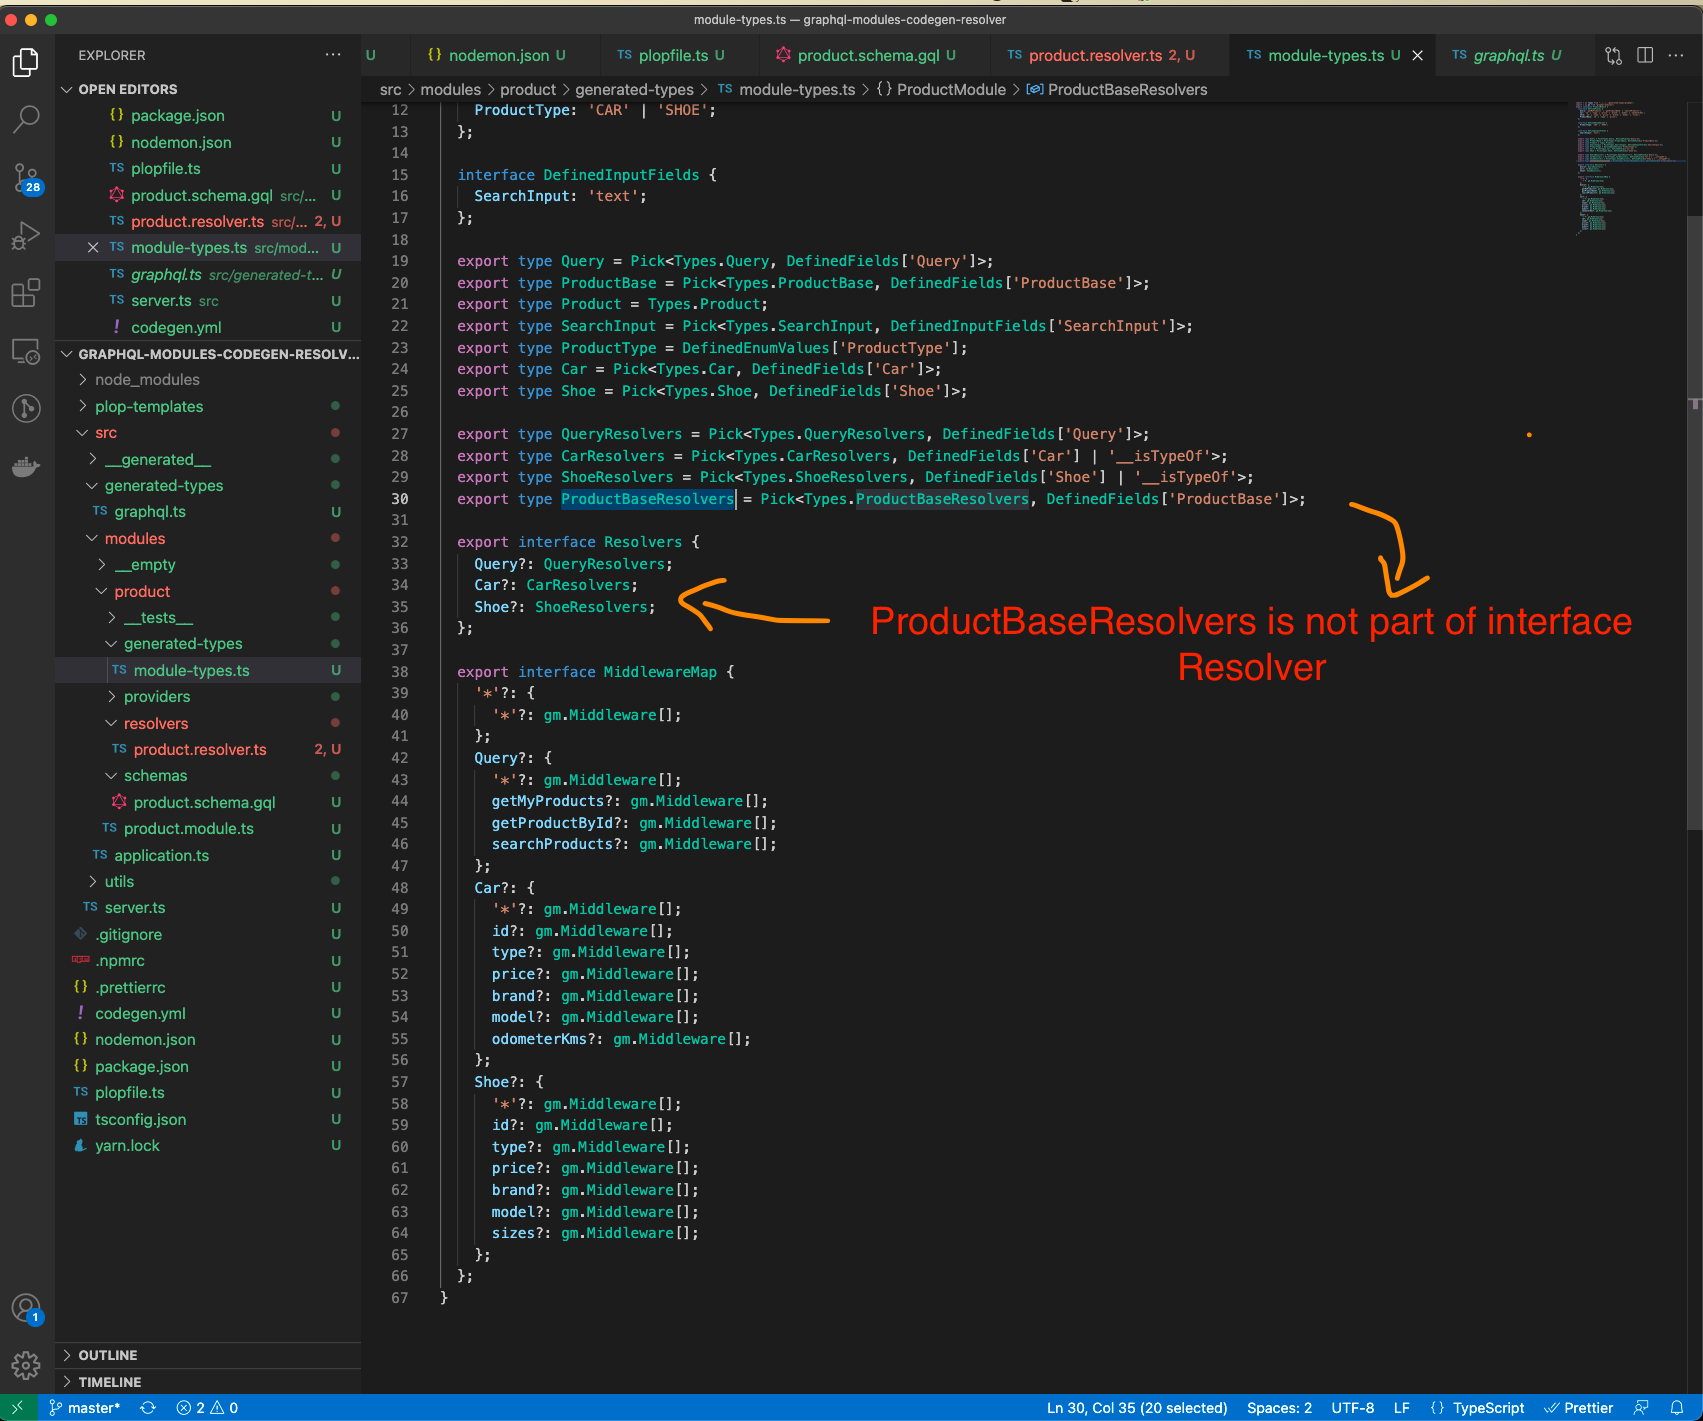 module-types.ts — graphql-modules-codegen-resolver
EXPLORER
U
{} nodemon.json U
TS plopfile.ts U
product.schema.gql U
TS product.resolver.ts 2, U
TS module-types.ts U
TS graphql.ts U
src > modules > product > generated-types > TS module-types.ts > {} ProductModule > ProductBaseResolvers
OPEN EDITORS
{} package.json U
{} nodemon.json U
TS plopfile.ts U
product.schema.gql src/... U
TS product.resolver.ts src/... 2, U
TS module-types.ts src/mod... U
TS graphql.ts src/generated-t... U
TS server.ts src U
! codegen.yml U
GRAPHQL-MODULES-CODEGEN-RESOLV...
> node_modules
> plop-templates
src
> __generated__
generated-types
TS graphql.ts U
modules
> __empty
product
> __tests__
generated-types
TS module-types.ts U
> providers
resolvers
TS product.resolver.ts 2, U
schemas
product.schema.gql U
TS product.module.ts U
TS application.ts U
> utils
TS server.ts U
.gitignore U
.npmrc U
{} .prettierrc U
! codegen.yml U
{} nodemon.json U
{} package.json U
TS plopfile.ts U
TS tsconfig.json U
yarn.lock U
> OUTLINE
> TIMELINE
28
1
12 ProductType: 'CAR' | 'SHOE';
13 };
14
15 interface DefinedInputFields {
16 SearchInput: 'text';
17 };
18
19 export type Query = Pick<Types.Query, DefinedFields['Query']>;
20 export type ProductBase = Pick<Types.ProductBase, DefinedFields['ProductBase']>;
21 export type Product = Types.Product;
22 export type SearchInput = Pick<Types.SearchInput, DefinedInputFields['SearchInput']>;
23 export type ProductType = DefinedEnumValues['ProductType'];
24 export type Car = Pick<Types.Car, DefinedFields['Car']>;
25 export type Shoe = Pick<Types.Shoe, DefinedFields['Shoe']>;
26
27 export type QueryResolvers = Pick<Types.QueryResolvers, DefinedFields['Query']>;
28 export type CarResolvers = Pick<Types.CarResolvers, DefinedFields['Car'] | '__isTypeOf'>;
29 export type ShoeResolvers = Pick<Types.ShoeResolvers, DefinedFields['Shoe'] | '__isTypeOf'>;
30 export type ProductBaseResolvers = Pick<Types.ProductBaseResolvers, DefinedFields['ProductBase']>;
31
32 export interface Resolvers {
33 Query?: QueryResolvers;
34 Car?: CarResolvers;
35 Shoe?: ShoeResolvers;
36 };
37
38 export interface MiddlewareMap {
39 '*'?: {
40 '*'?: gm.Middleware[];
41 };
42 Query?: {
43 '*'?: gm.Middleware[];
44 getMyProducts?: gm.Middleware[];
45 getProductById?: gm.Middleware[];
46 searchProducts?: gm.Middleware[];
47 };
48 Car?: {
49 '*'?: gm.Middleware[];
50 id?: gm.Middleware[];
51 type?: gm.Middleware[];
52 price?: gm.Middleware[];
53 brand?: gm.Middleware[];
54 model?: gm.Middleware[];
55 odometerKms?: gm.Middleware[];
56 };
57 Shoe?: {
58 '*'?: gm.Middleware[];
59 id?: gm.Middleware[];
60 type?: gm.Middleware[];
61 price?: gm.Middleware[];
62 brand?: gm.Middleware[];
63 model?: gm.Middleware[];
64 sizes?: gm.Middleware[];
65 };
66 };
67 }
ProductBaseResolvers is not part of interface
Resolver
master* 2 0
Ln 30, Col 35 (20 selected) Spaces: 2 UTF-8 LF {} TypeScript Prettier